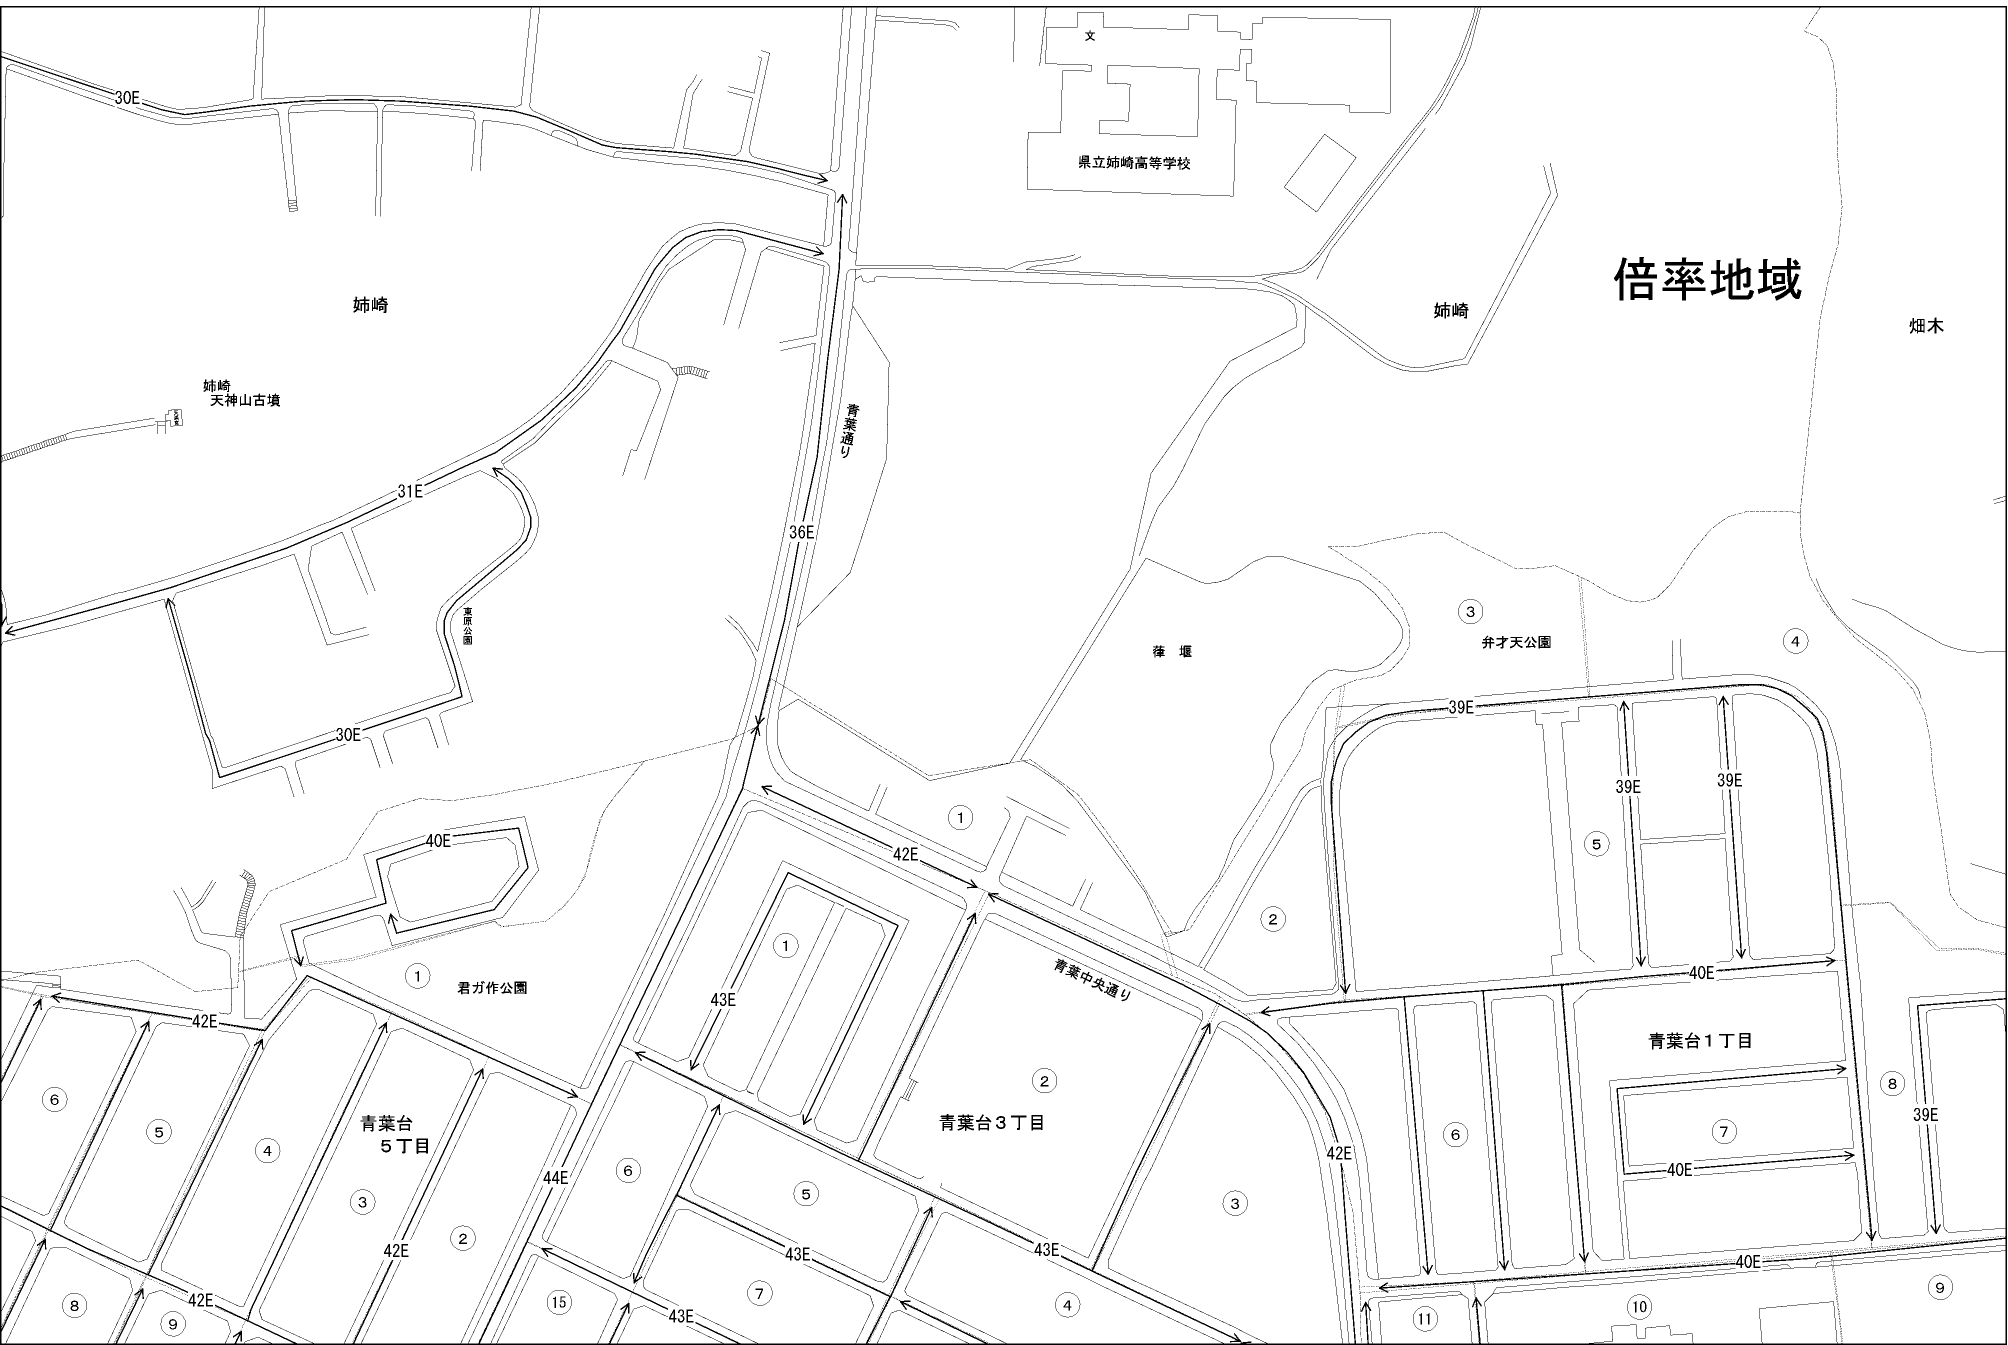 文
30E
県立姉崎高等学校
倍率地域
姉崎
姉崎
畑木
姉崎
天神山古墳
青葉通り
31E
36E
東原公園
③
弁才天公園
④
堰
39E
30E
39E
39E
①
40E
42E
⑤
②
①
①
青葉中央通り
40E
君ガ作公園
43E
42E
青葉台1丁目
②
⑧
⑥
39E
青葉台
5丁目
青葉台3丁目
⑤
⑥
⑦
④
42E
⑥
40E
44E
⑤
③
③
②
42E
43E
43E
40E
⑨
42E
⑮
⑦
④
⑩
⑧
⑨
43E
⑪